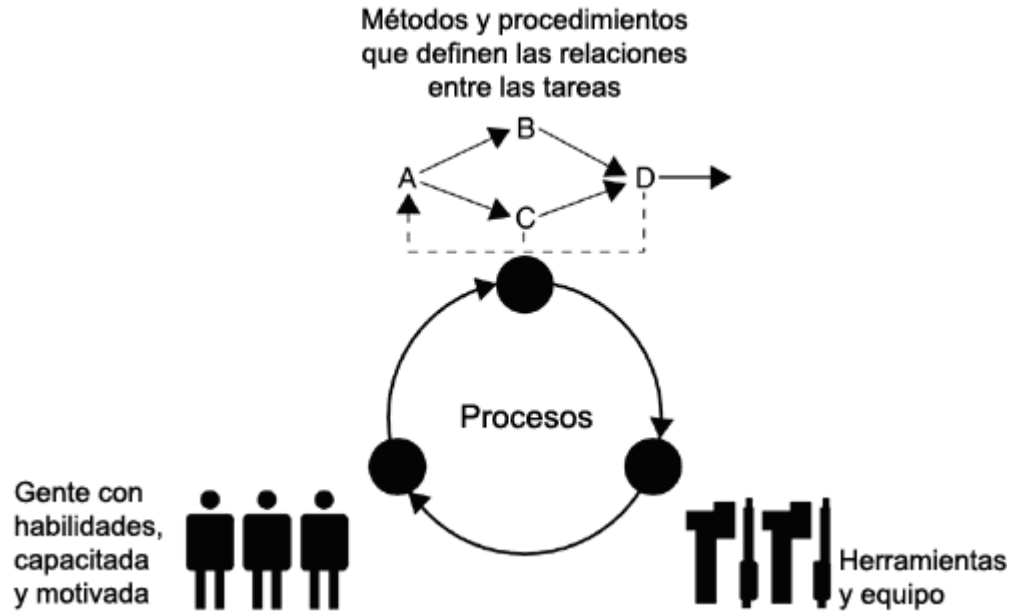 Métodos y procedimientos
que definen las relaciones
entre las tareas
B
A
D
C
Procesos
Gente con
habilidades,
capacitada
y motivada
Herramientas
y equipo